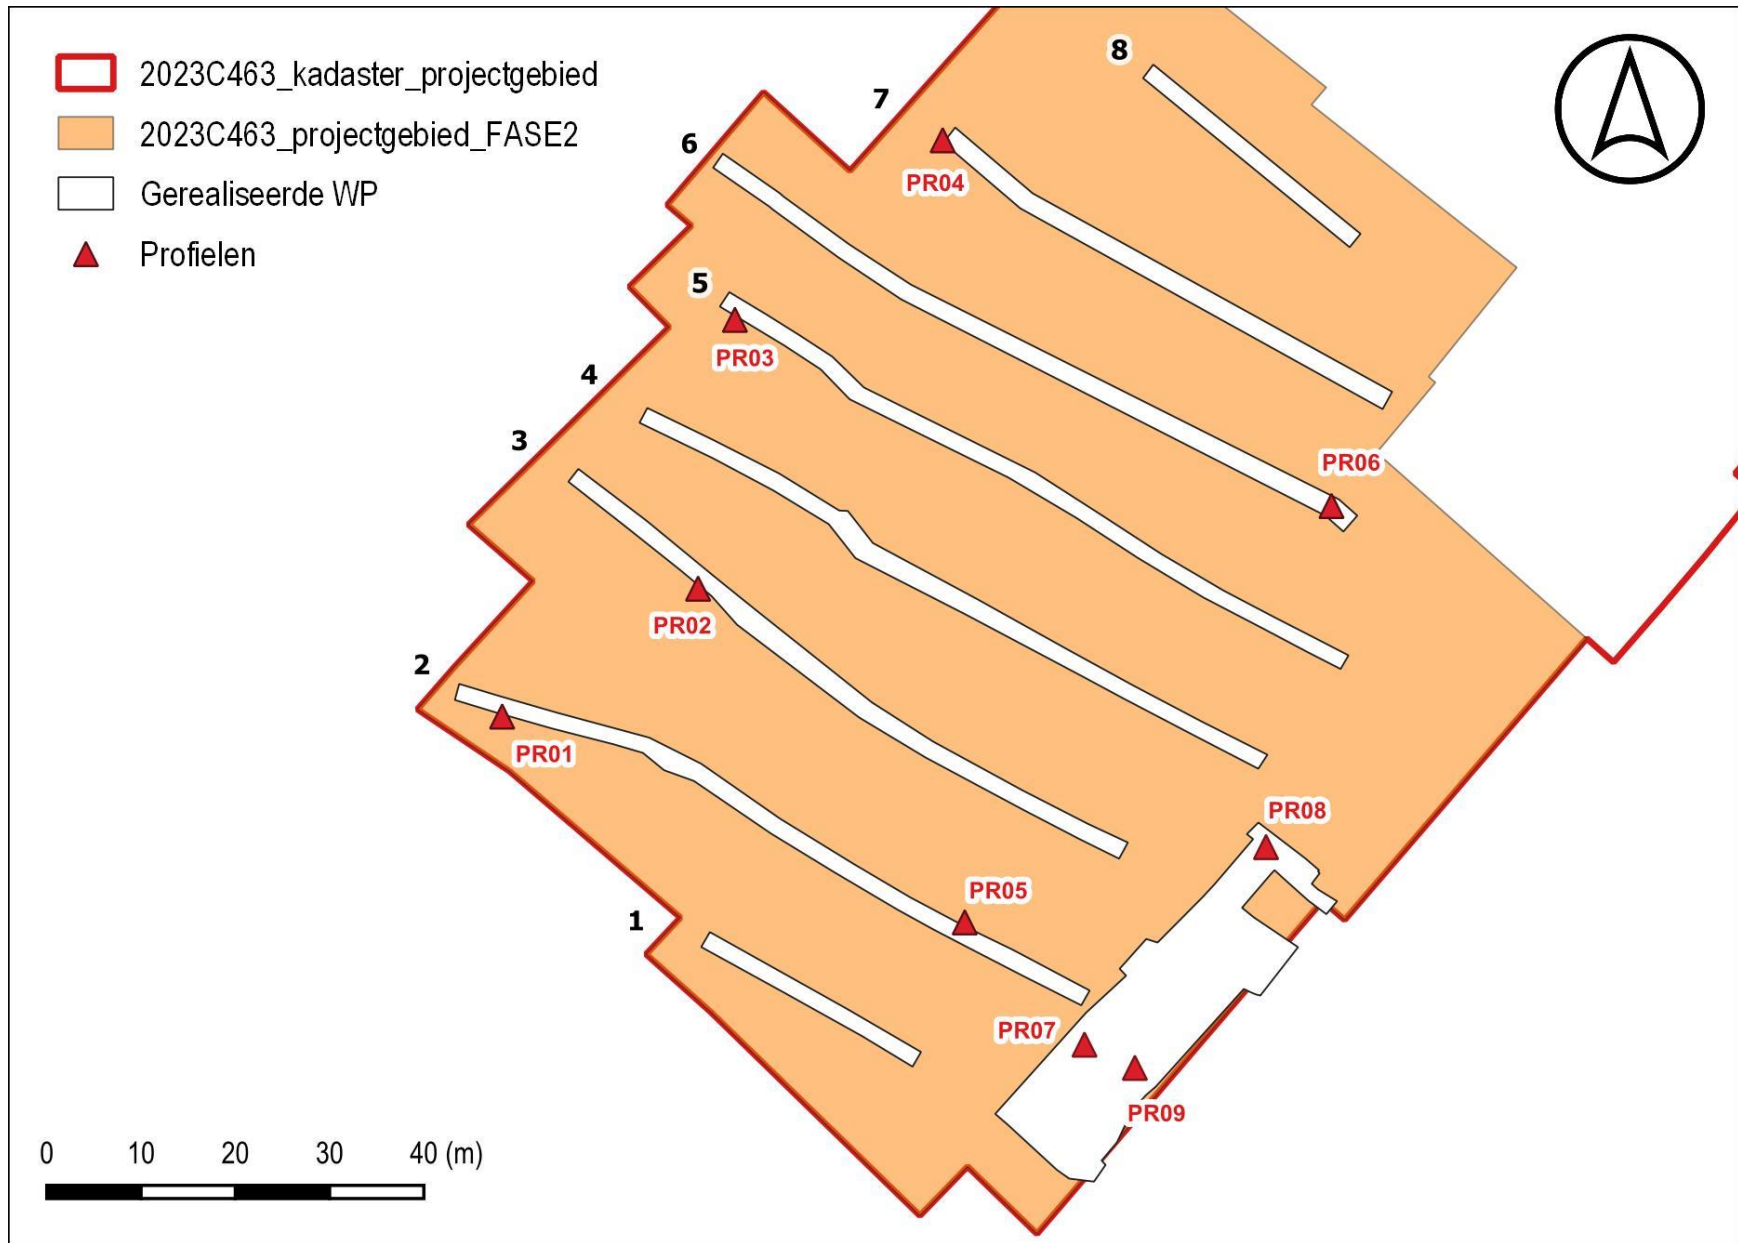 2023C463_kadaster_projectgebied
2023C463_projectgebied_FASE2
Gerealiseerde WP
Profielen
8
7
6
PR04
5
PR03
4
3
PR06
PR02
2
PR01
PR08
PR05
1
PR07
PR09
0 10 20 30 40 (m)